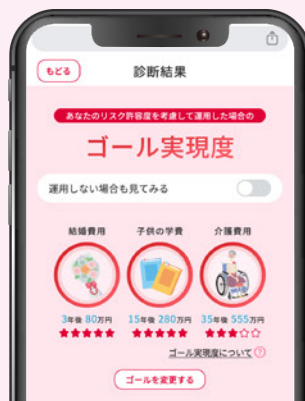 もどる
診断結果
あなたのリスク許容度を考慮して運用した場合の
ゴール実現度
運用しない場合も見てみる
結婚費用 子供の学費 介護費用
3年後 80万円 15年後 280万円 35年後 555万円
★★★★★ ★★★★★ ★★★☆☆
ゴール実現度について ?
ゴールを変更する